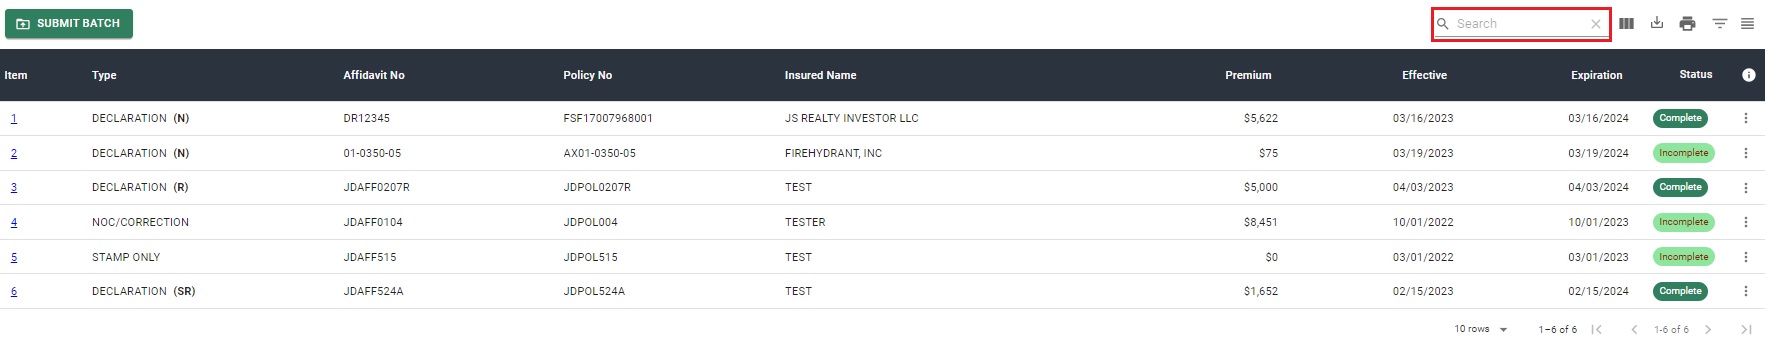 SUBMIT BATCH Search
Item Type Affidavit No Policy No Insured Name Premium Effective Expiration Status
1 DECLARATION (N) DR12345 FSF17007968001 JS REALTY INVESTOR LLC $5,622 03/16/2023 03/16/2024 Complete
2 DECLARATION (N) 01-0350-05 AX01-0350-05 FIREHYDRANT, INC $75 03/19/2023 03/19/2024 Incomplete
3 DECLARATION (R) JDAFF0207R JDPOL0207R TEST $5,000 04/03/2023 04/03/2024 Complete
4 NOC/CORRECTION JDAFF0104 JDPOL004 TESTER $8,451 10/01/2022 10/01/2023 Incomplete
5 STAMP ONLY JDAFF515 JDPOL515 TEST $0 03/01/2022 03/01/2023 Incomplete
6 DECLARATION (SR) JDAFF524A JDPOL524A TEST $1,652 02/15/2023 02/15/2024 Complete
10 rows 1–6 of 6 1-6 of 6